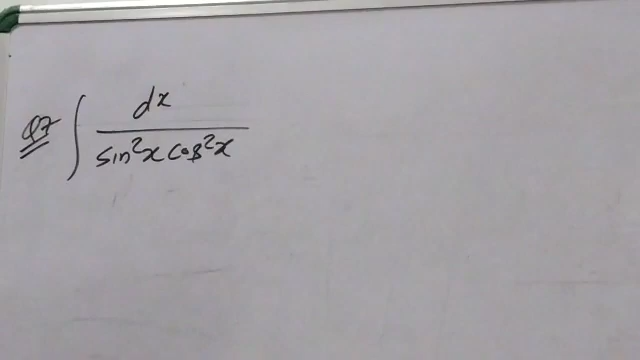 Q7 ∫ dx / sin²x cos²x